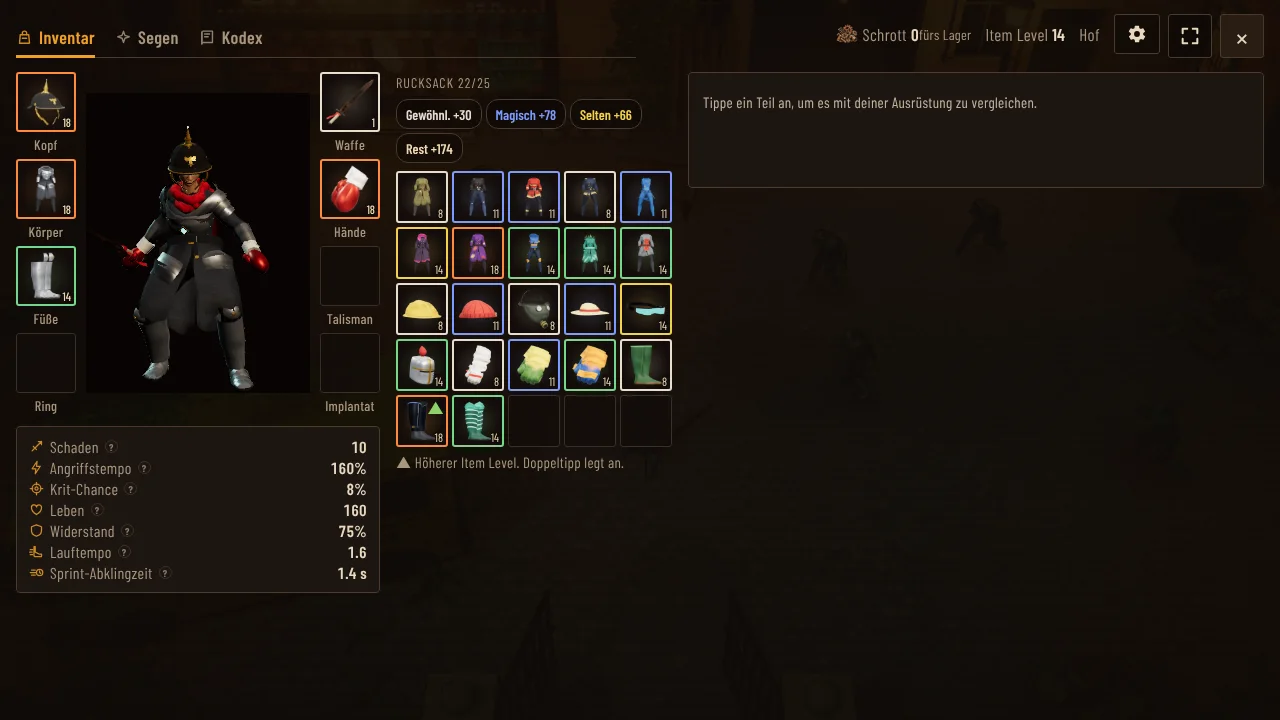 Inventar
Segen
Kodex
Schrott 0 fürs Lager
Item Level 14
Hof
18
Kopf
18
Körper
14
Füße
Ring
1
Waffe
18
Hände
Talisman
Implantat
Schaden ? 10
Angriffstempo ? 160%
Krit-Chance ? 8%
Leben ? 160
Widerstand ? 75%
Lauftempo ? 1.6
Sprint-Abklingzeit ? 1.4 s
RUCKSACK 22/25
Gewöhnl. +30 Magisch +78 Selten +66
Rest +174
8 11 11 8 11
14 18 14 14 14
8 11 8 11 14
14 8 11 14 8
18 14
Höherer Item Level. Doppeltipp legt an.
Tippe ein Teil an, um es mit deiner Ausrüstung zu vergleichen.